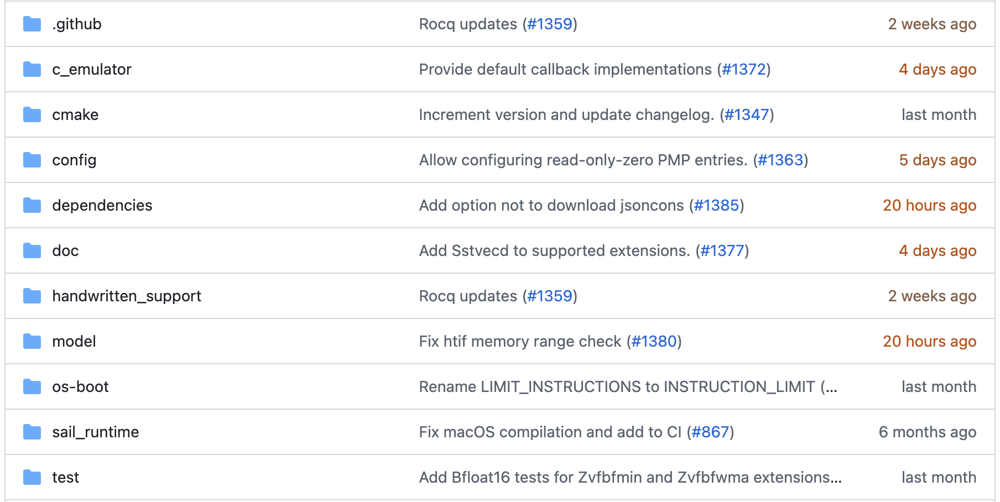 .github Rocq updates (#1359) 2 weeks ago
c_emulator Provide default callback implementations (#1372) 4 days ago
cmake Increment version and update changelog. (#1347) last month
config Allow configuring read-only-zero PMP entries. (#1363) 5 days ago
dependencies Add option not to download jsoncons (#1385) 20 hours ago
doc Add Sstvecd to supported extensions. (#1377) 4 days ago
handwritten_support Rocq updates (#1359) 2 weeks ago
model Fix htif memory range check (#1380) 20 hours ago
os-boot Rename LIMIT_INSTRUCTIONS to INSTRUCTION_LIMIT (... last month
sail_runtime Fix macOS compilation and add to CI (#867) 6 months ago
test Add Bfloat16 tests for Zvfbfmin and Zvfbfwma extensions... last month